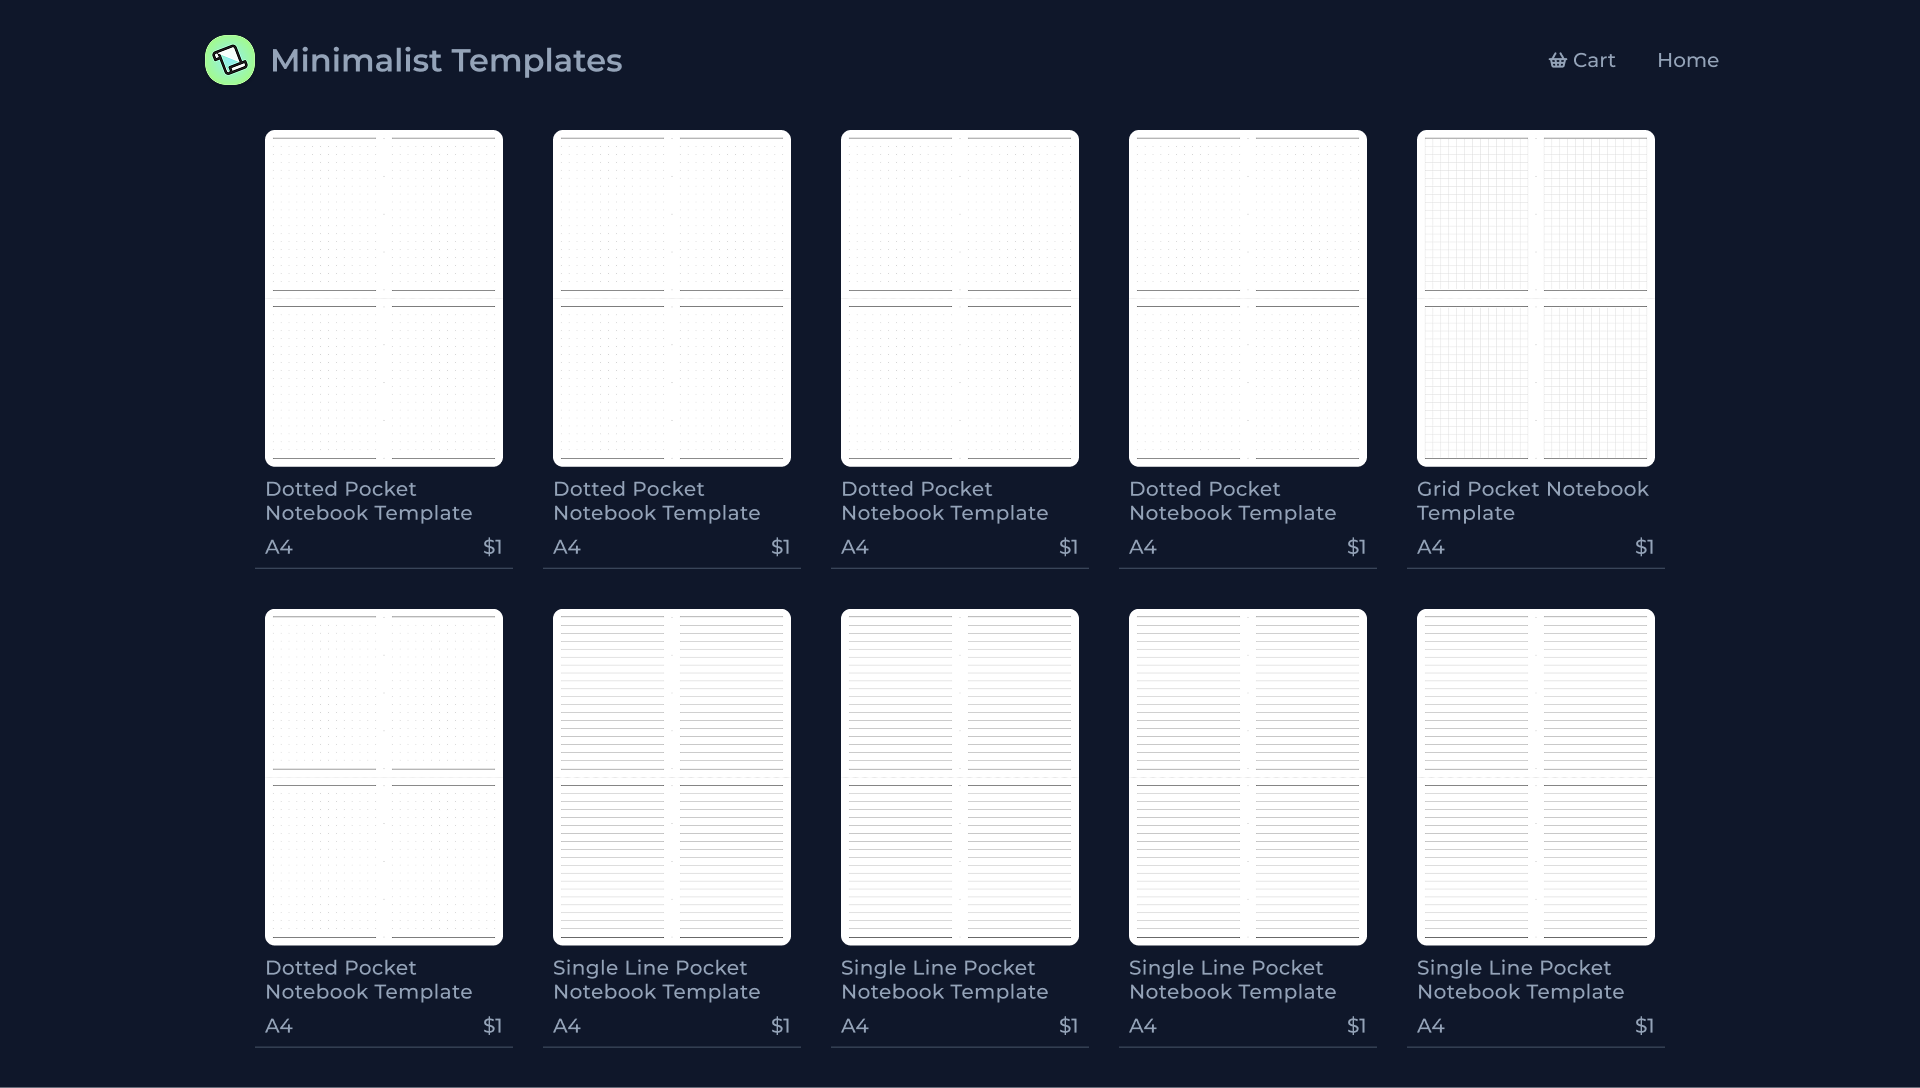 Minimalist Templates
Cart
Home
Dotted Pocket
Notebook Template
A4
$1
Dotted Pocket
Notebook Template
A4
$1
Dotted Pocket
Notebook Template
A4
$1
Dotted Pocket
Notebook Template
A4
$1
Grid Pocket Notebook
Template
A4
$1
Dotted Pocket
Notebook Template
A4
$1
Single Line Pocket
Notebook Template
A4
$1
Single Line Pocket
Notebook Template
A4
$1
Single Line Pocket
Notebook Template
A4
$1
Single Line Pocket
Notebook Template
A4
$1